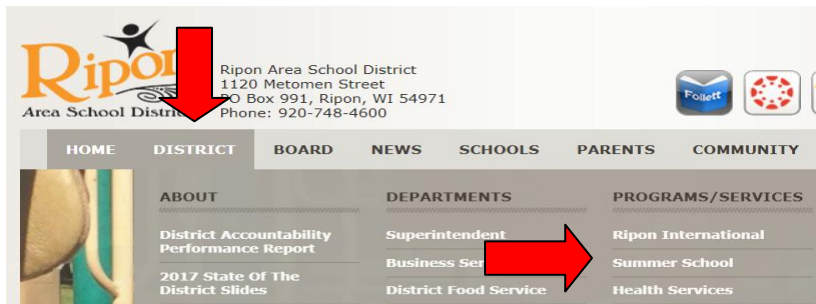 Ripon
Area School District
Ripon Area School District
1120 Metomen Street
PO Box 991, Ripon, WI 54971
Phone: 920-748-4600
Follett
HOME DISTRICT BOARD NEWS SCHOOLS PARENTS COMMUNITY
ABOUT
District Accountability
Performance Report
2017 State Of The
District Slides
DEPARTMENTS
Superintendent
Business
District Food Service
PROGRAMS/SERVICES
Ripon International
Summer School
Health Services